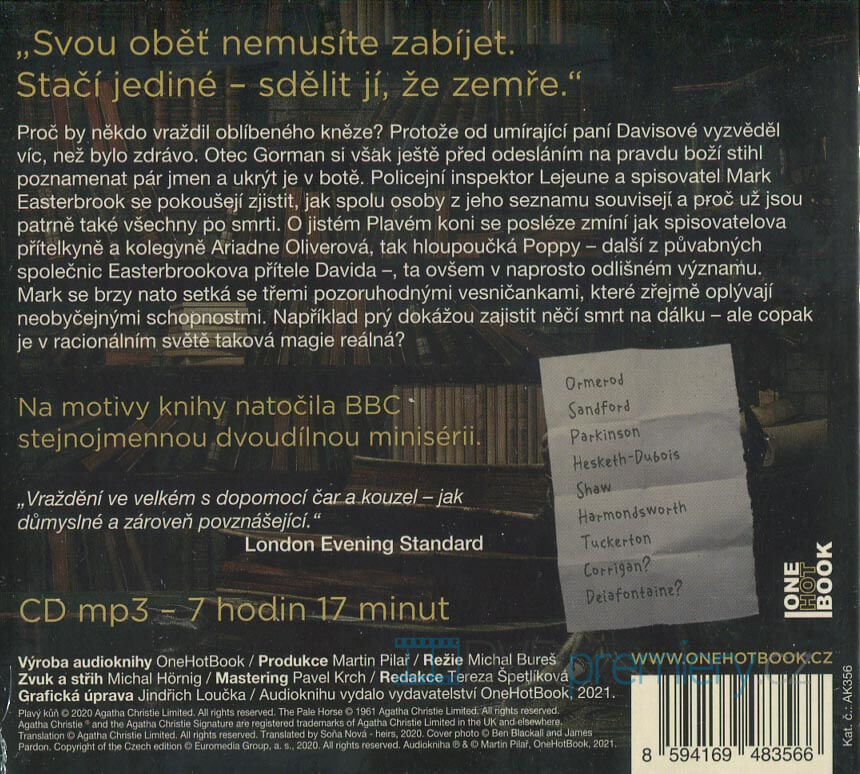 „Svou oběť nemusíte zabíjet.
Stačí jediné – sdělit jí, že zemře.“
Proč by někdo vraždil oblíbeného kněze? Protože od umírající paní Davisové vyzvěděl
víc, než bylo zdrávo. Otec Gorman si však ještě před odesláním na pravdu boží stihl
poznamenat pár jmen a ukrýt je v botě. Policejní inspektor Lejeune a spisovatel Mark
Easterbrook se pokoušejí zjistit, jak spolu osoby z jeho seznamu souvisejí a proč už jsou
patrně také všechny po smrti. O jistém Plavém koni se posléze zmíní jak spisovatelova
přítelkyně a kolegyně Ariadne Oliverová, tak hloupoučká Poppy – další z půvabných
společnic Easterbrookova přítele Davida –, ta ovšem v naprosto odlišném významu.
Mark se brzy nato setká se třemi pozoruhodnými vesničankami, které zřejmě oplývají
neobyčejnými schopnostmi. Například prý dokážou zajistit něčí smrt na dálku – ale copak
je v racionálním světě taková magie reálná?
Ormerod
Sandford
Parkinson
Hesketh-Dubois
Shaw
Harmondsworth
Tuckerton
Corrigan?
Delafontaine?
Na motivy knihy natočila BBC
stejnojmennou dvoudílnou minisérii.
„Vraždění ve velkém s dopomocí čar a kouzel – jak
důmyslné a zároveň povznášející.“
London Evening Standard
CD mp3 – 7 hodin 17 minut
ONE
HOT
BOOK
Výroba audioknihy OneHotBook / Produkce Martin Pilař / Režie Michal Bureš
Zvuk a střih Michal Hörnig / Mastering Pavel Krch / Redakce Tereza Špetlíková
Grafická úprava Jindřich Loučka / Audioknihu vydalo vydavatelství OneHotBook, 2021.
Plavý kůň © 2020 Agatha Christie Limited. All rights reserved. The Pale Horse © 1961 Agatha Christie Limited. All rights reserved.
Agatha Christie ® and the Agatha Christie Signature are registered trademarks of Agatha Christie Limited in the UK and elsewhere.
Translation © Agatha Christie Limited. Translated by Soňa Nová - heirs, 2020. Cover photo © Ben Blackall and James
Pardon. Copyright of the Czech edition © Euromedia Group, a. s., 2020. All rights reserved. Audiokniha ℗ & © Martin Pilař, OneHotBook, 2021.
WWW.ONEHOTBOOK.CZ
8 594169 483566
Kat. č.: AK356
premiery.cz